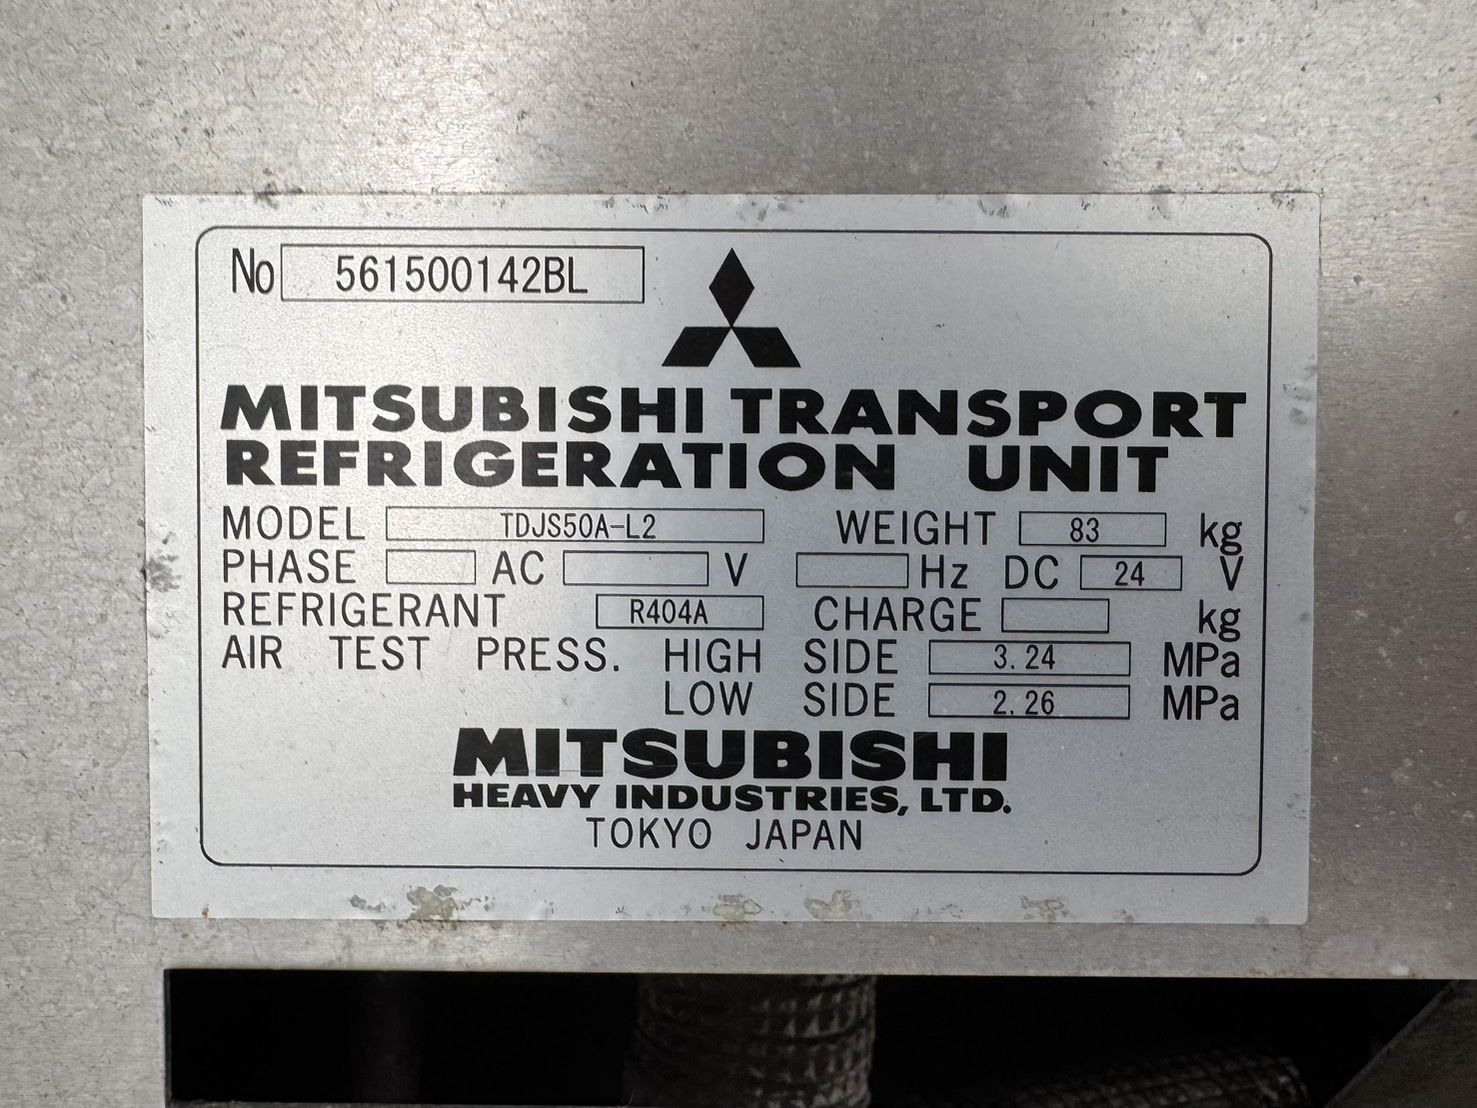 No 561500142BL
MITSUBISHI TRANSPORT
REFRIGERATION UNIT
MODEL TDJS50A-L2 WEIGHT 83 kg
PHASE AC V Hz DC 24 V
REFRIGERANT R404A CHARGE kg
AIR TEST PRESS. HIGH SIDE 3.24 MPa
LOW SIDE 2.26 MPa
MITSUBISHI
HEAVY INDUSTRIES, LTD.
TOKYO JAPAN